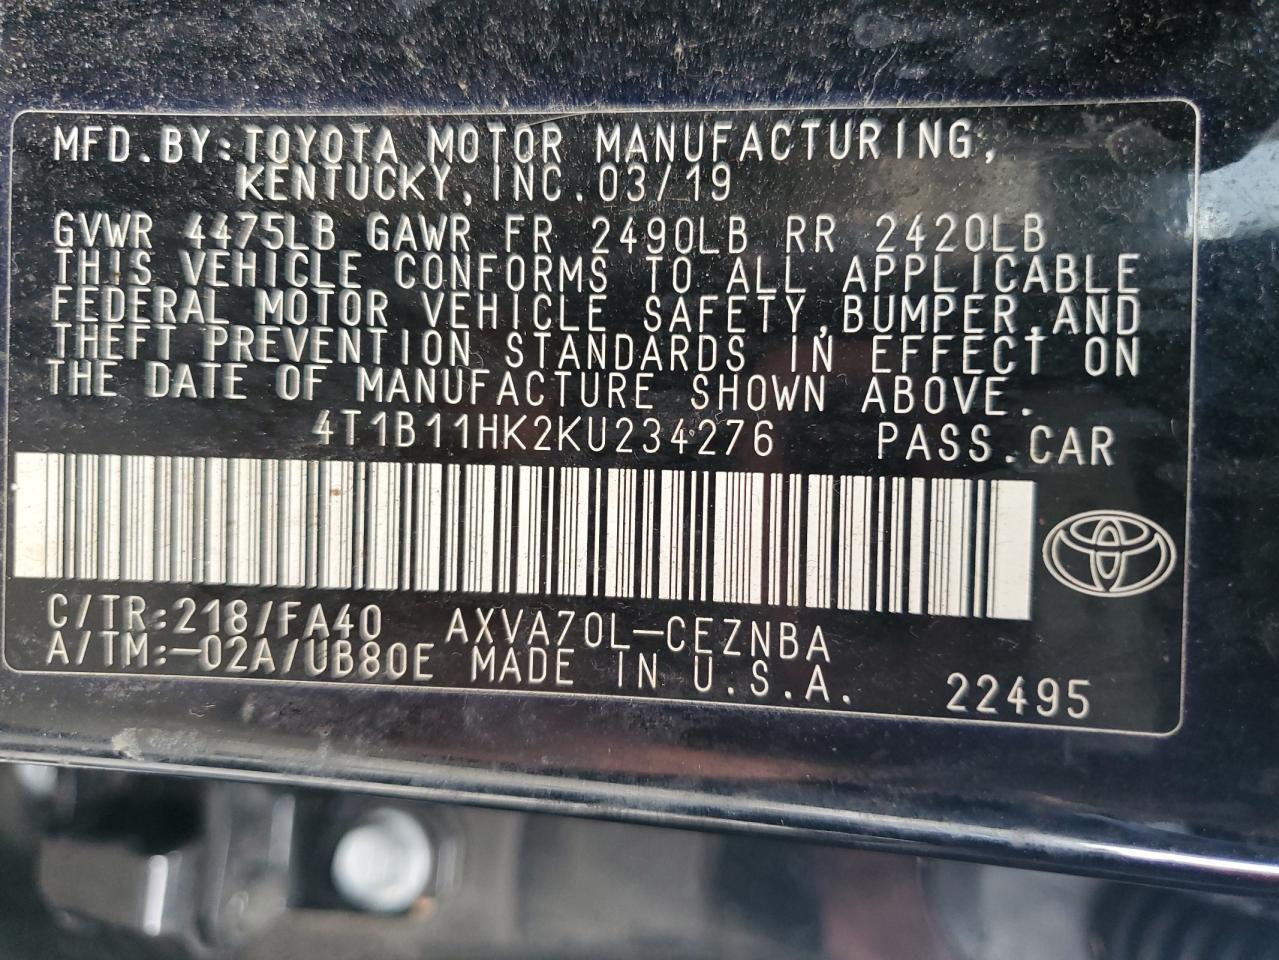 MFD.BY:TOYOTA MOTOR MANUFACTURING,
KENTUCKY,INC.03/19
GVWR 4475LB GAWR FR 2490LB RR 2420LB
THIS VEHICLE CONFORMS TO ALL APPLICABLE
FEDERAL MOTOR VEHICLE SAFETY,BUMPER,AND
THEFT PREVENTION STANDARDS IN EFFECT ON
THE DATE OF MANUFACTURE SHOWN ABOVE.
4T1B11HK2KU234276 PASS.CAR
C/TR:218/FA40 AXVA70L-CEZNBA
A/TM:-02A/UB80E MADE IN U.S.A. 22495